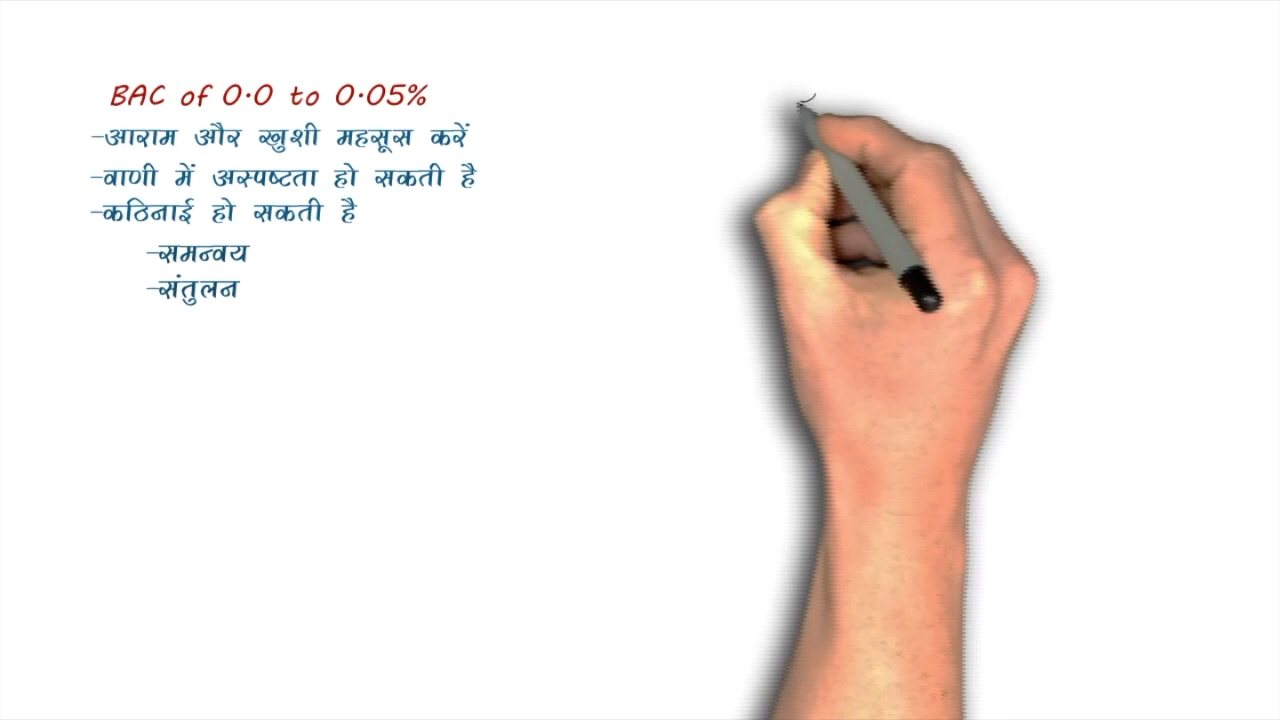 BAC of 0.0 to 0.05%
-आराम और खुशी महसूस करें
-वाणी में अस्पष्टता हो सकती है
-कठिनाई हो सकती है
-समन्वय
-संतुलन